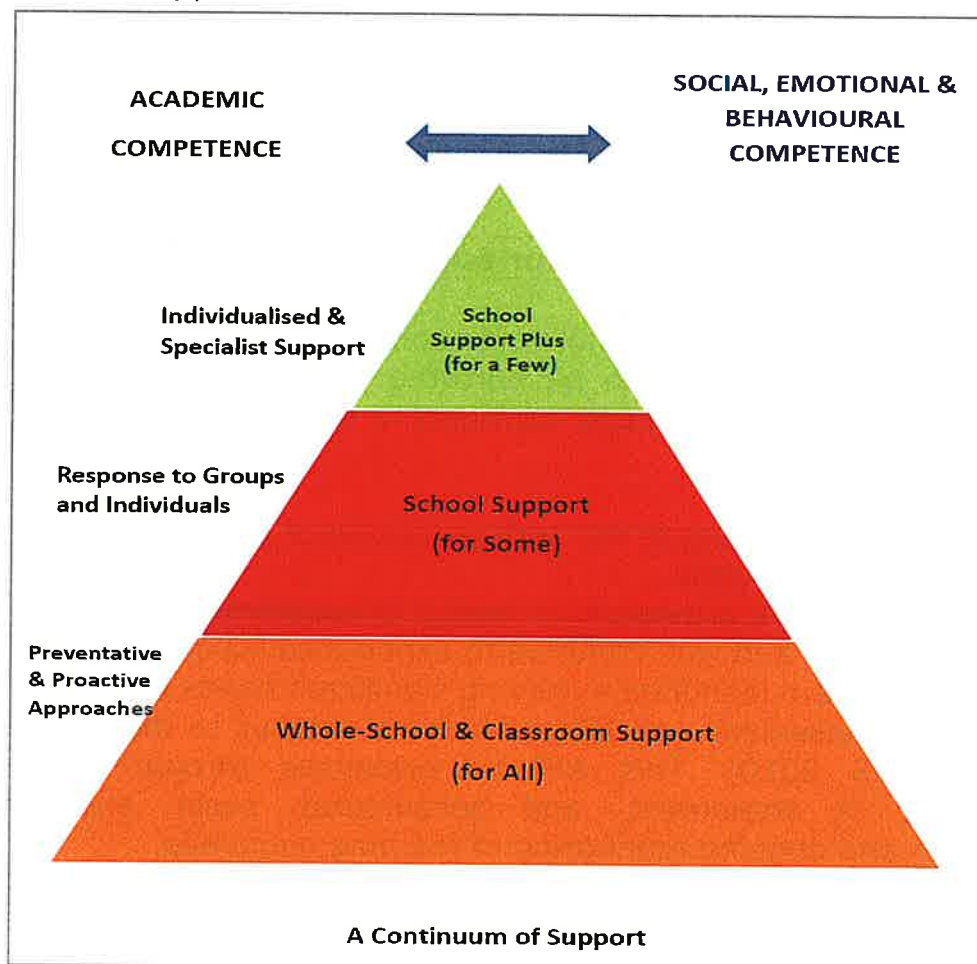 ACADEMIC
COMPETENCE
SOCIAL, EMOTIONAL &
BEHAVIOURAL
COMPETENCE
Individualised &
Specialist Support
School
Support Plus
(for a Few)
Response to Groups
and Individuals
School Support
(for Some)
Preventative
& Proactive
Approaches
Whole-School & Classroom Support
(for All)
A Continuum of Support